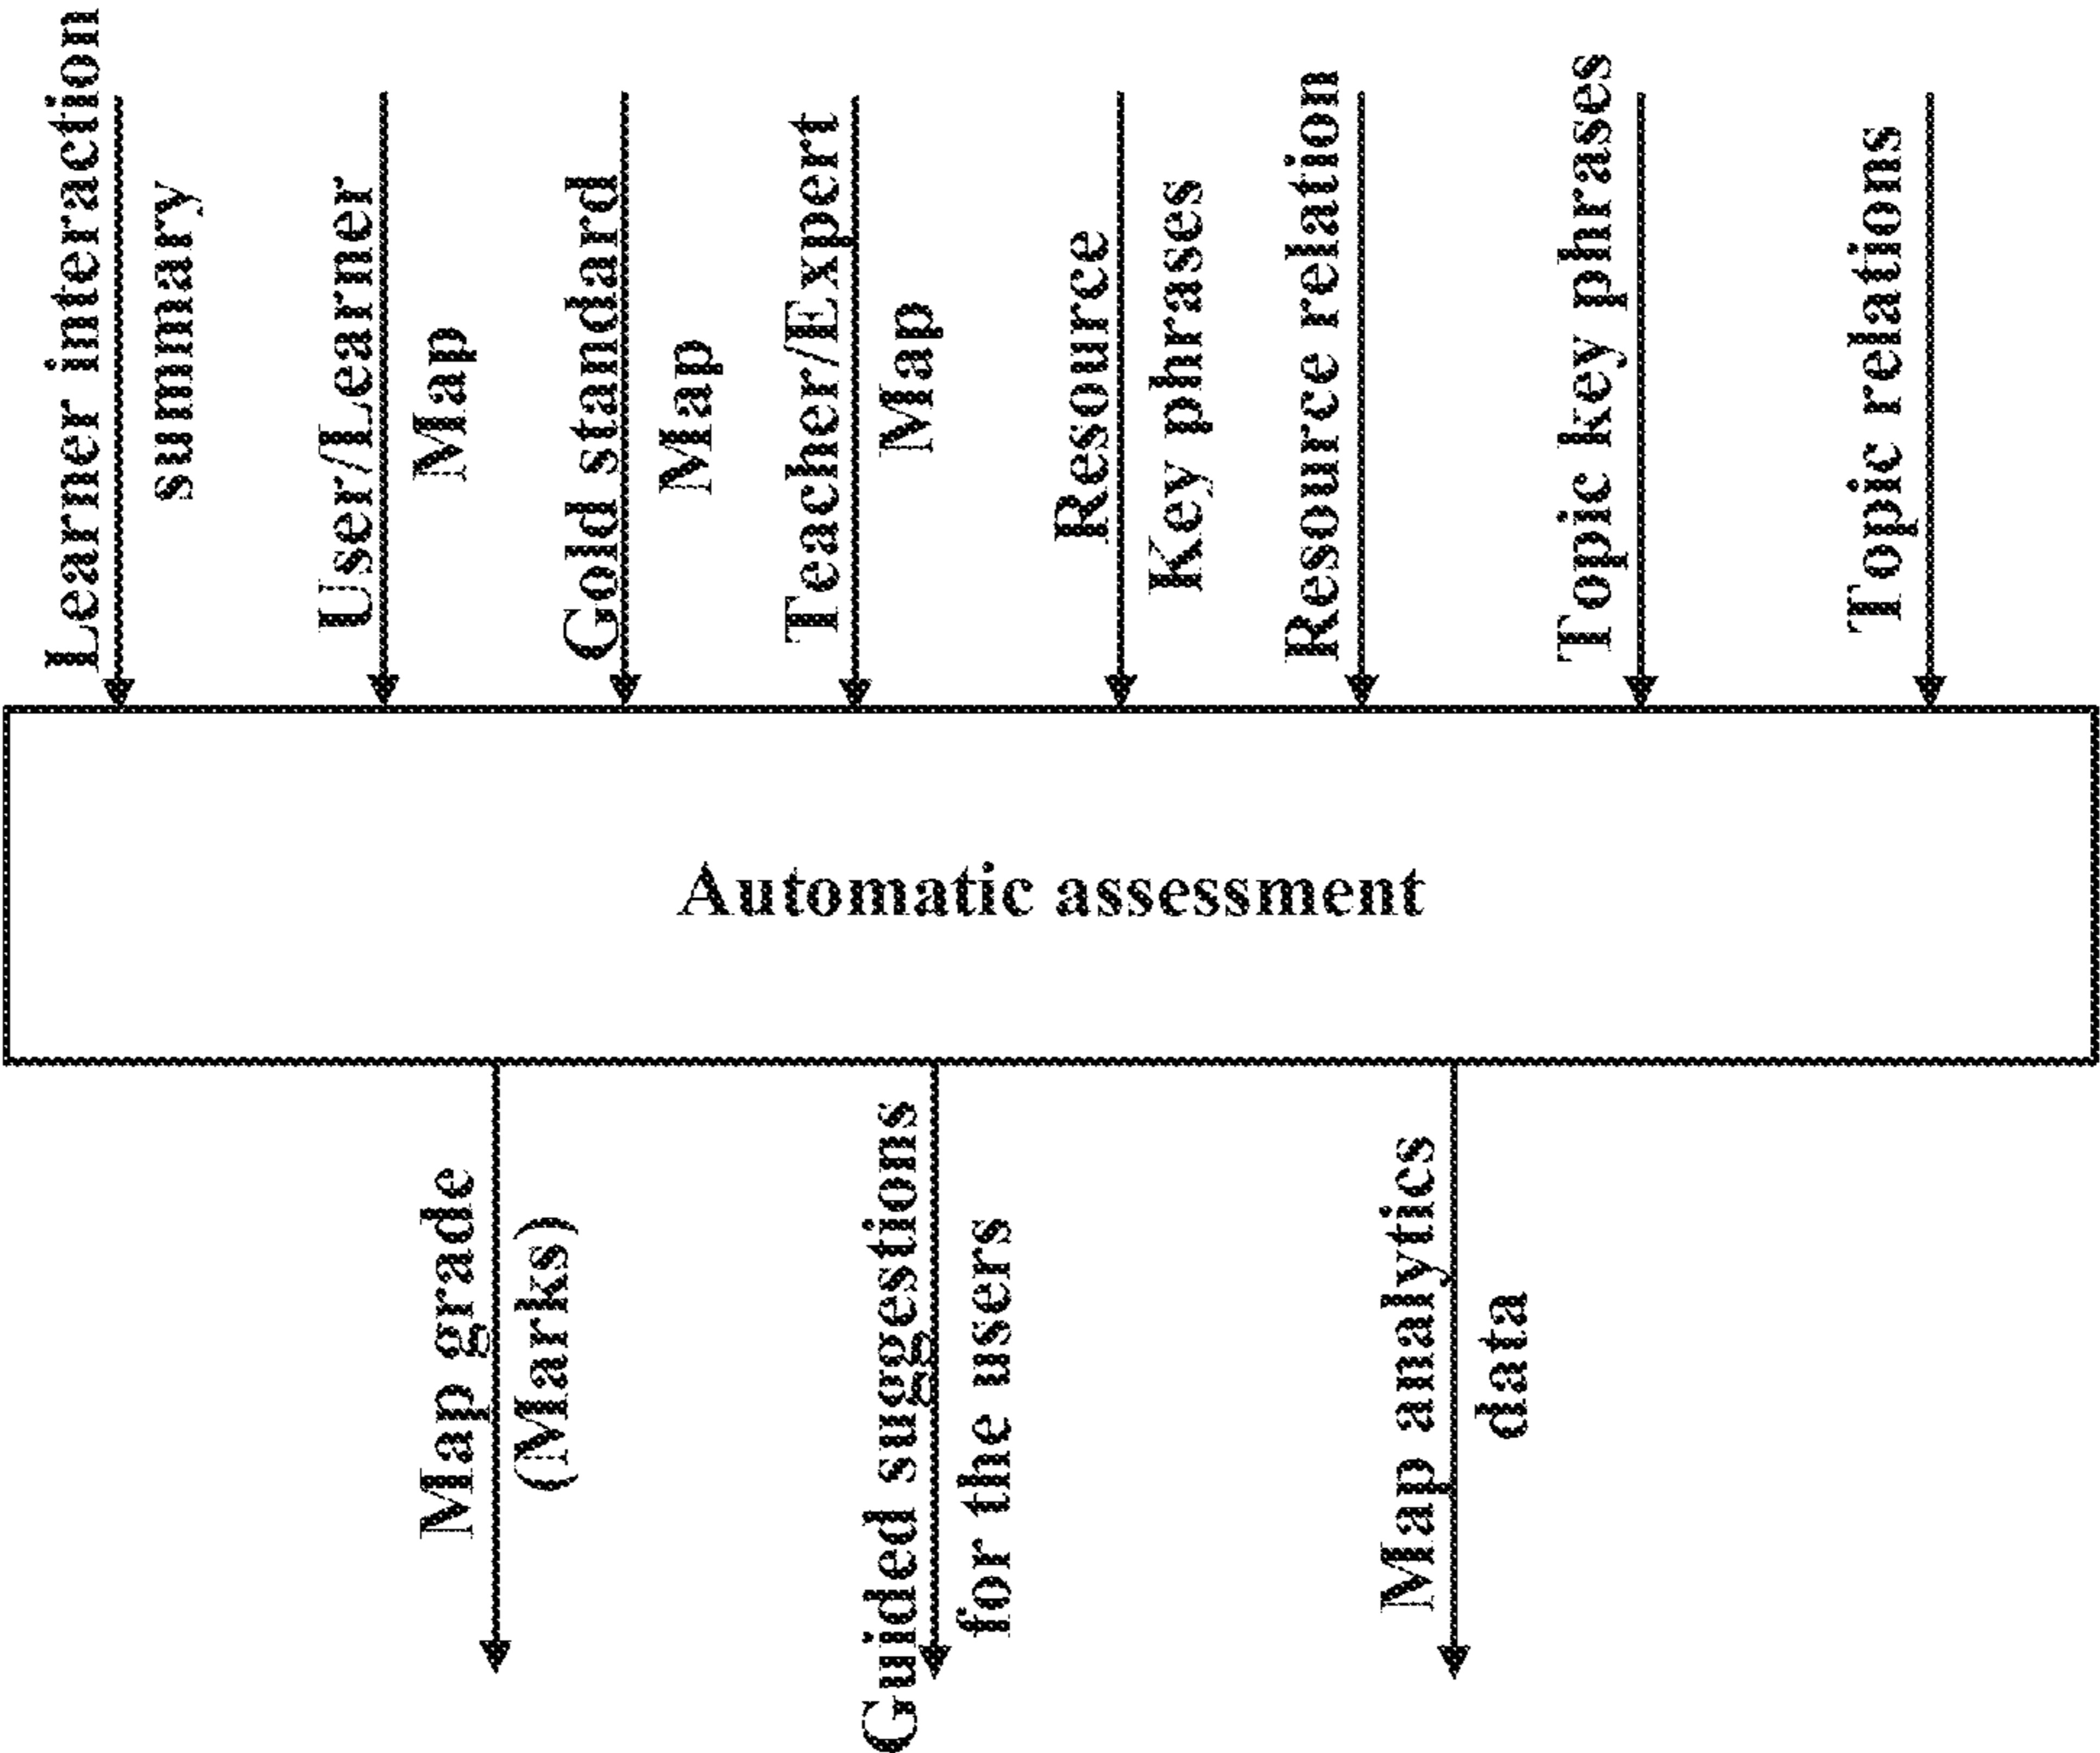 Learner interaction
summary
User/Learner
Map
Gold standard
Map
Teacher/Expert
Map
Resource
Key phrases
Resource relation
Topic key phrases
Topic relations
Automatic assessment
Map grade
(Marks)
Guided suggestions
for the users
Map analytics
data